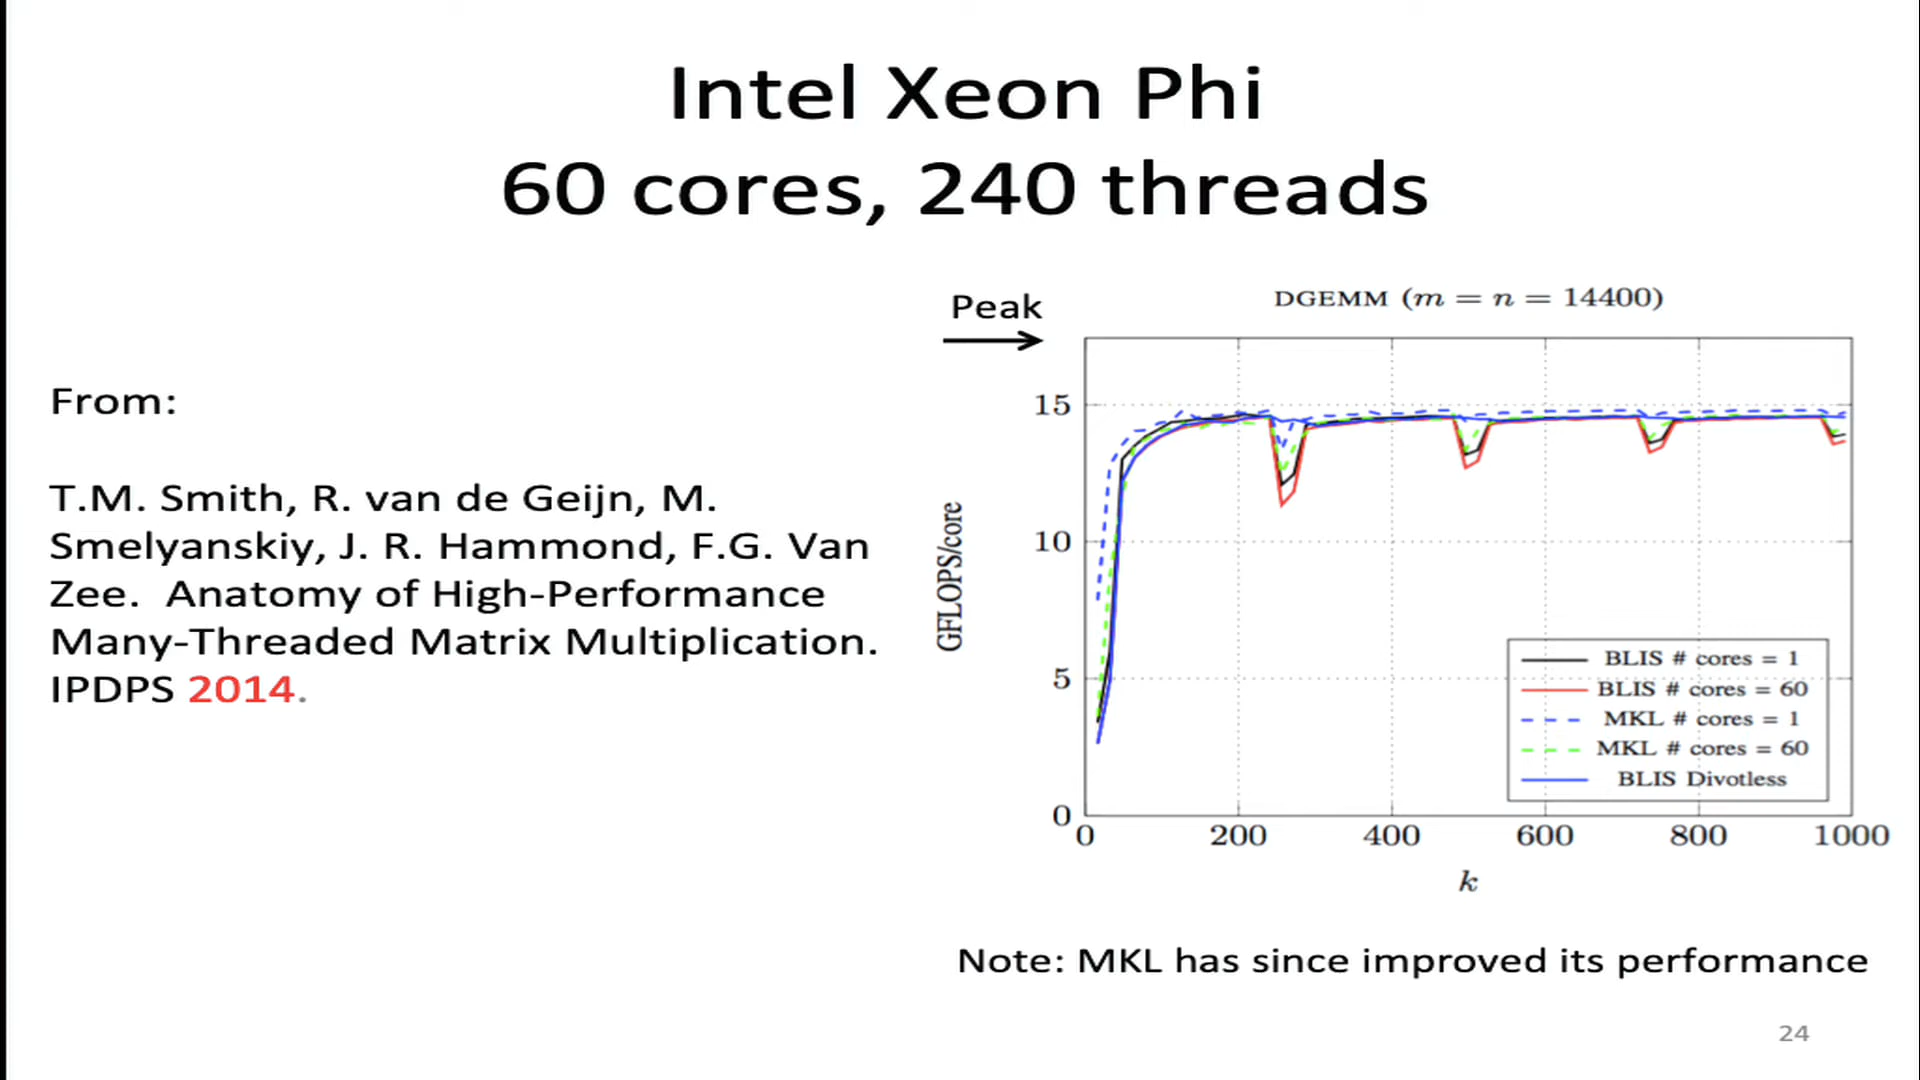 Intel Xeon Phi
60 cores, 240 threads
From:
T.M. Smith, R. van de Geijn, M.
Smelyanskiy, J. R. Hammond, F.G. Van
Zee.  Anatomy of High-Performance
Many-Threaded Matrix Multiplication.
IPDPS 2014.
Peak
DGEMM (m = n = 14400)
GFLOPS/core
15
10
5
0
0 200 400 600 800 1000
k
BLIS # cores = 1
BLIS # cores = 60
MKL # cores = 1
MKL # cores = 60
BLIS Divotless
Note: MKL has since improved its performance
24